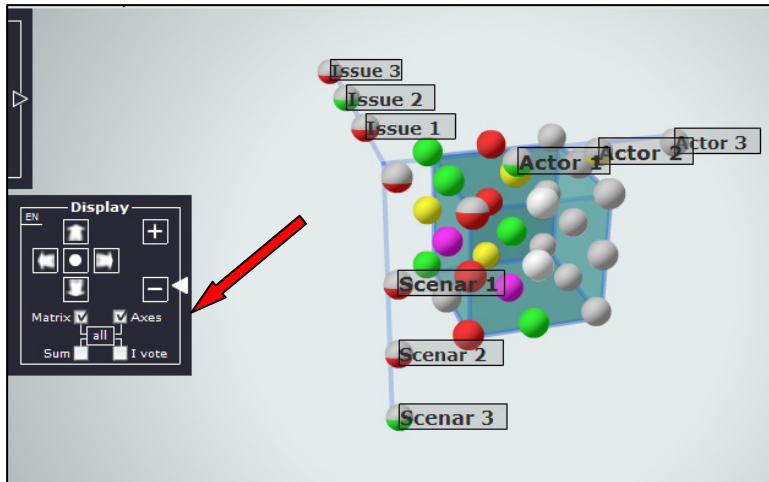 Issue 3
Issue 2
Issue 1
Actor 1
Actor 2
Actor 3
Display
EN
+
−
Matrix
Axes
all
Sum
I vote
Scenar 1
Scenar 2
Scenar 3